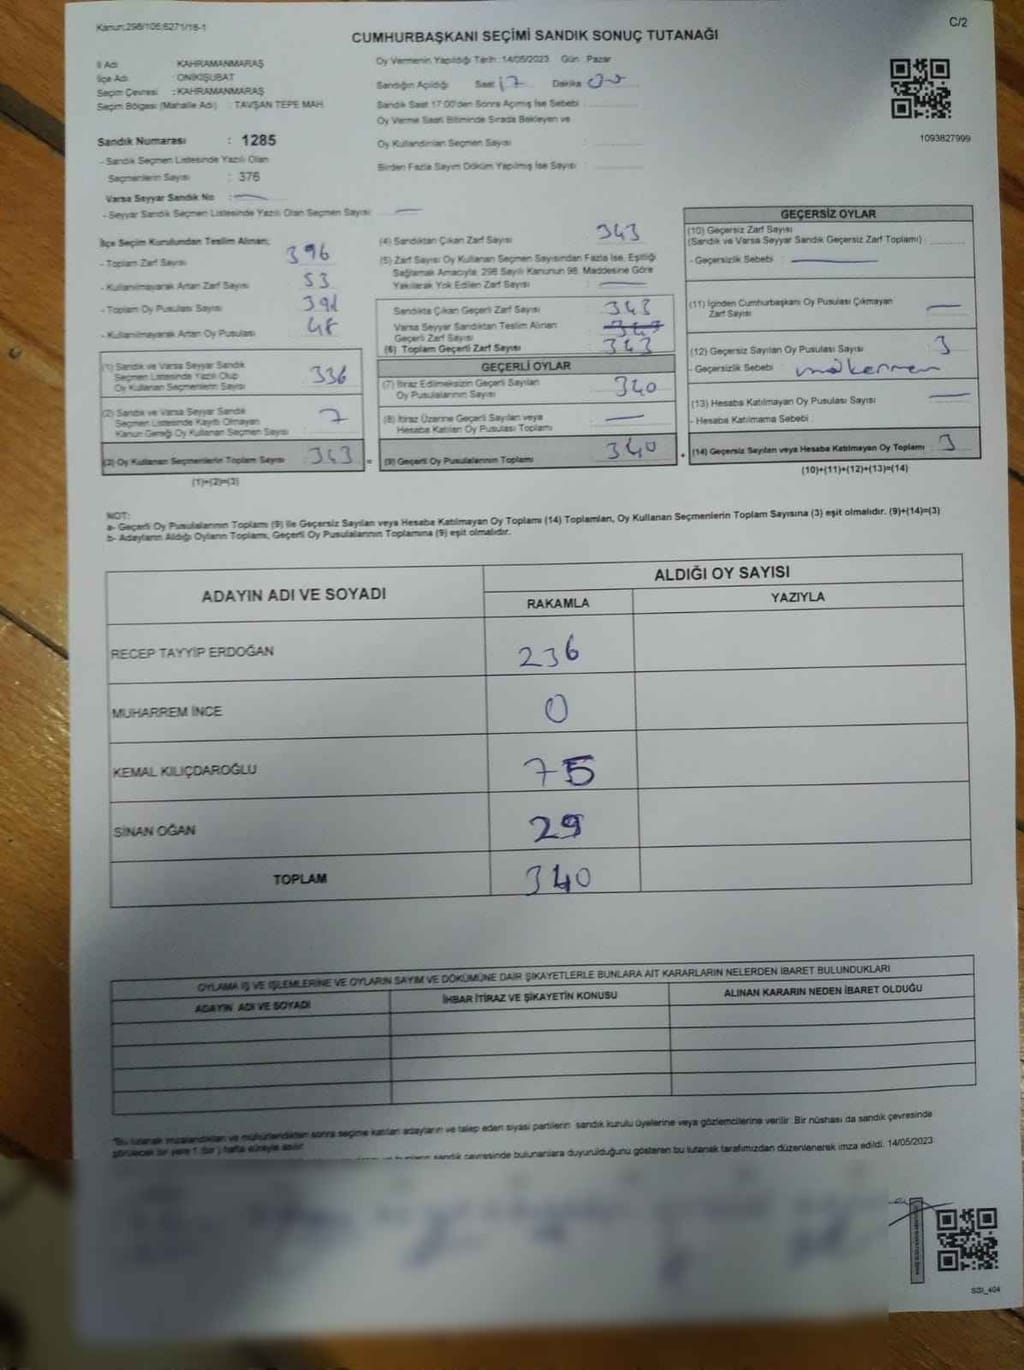 Kanun:298/106,6271/18-1
C/2
CUMHURBAŞKANI SEÇİMİ SANDIK SONUÇ TUTANAĞI
İl Adı KAHRAMANMARAŞ
İlçe Adı : ONİKİŞUBAT
Seçim Çevresi : KAHRAMANMARAŞ
Seçim Bölgesi (Mahalle Adı) : TAVŞAN TEPE MAH.
Oy Vermenin Yapıldığı Tarih : 14/05/2023 Gün : Pazar
Sandığın Açıldığı Saat 17 Dakika 00
Sandık Saat 17:00'den Sonra Açılmış İse Sebebi
Oy Verme Saati Bitiminde Sırada Bekleyen ve
Oy Kullandırılan Seçmen Sayısı :
Birden Fazla Sayım Döküm Yapılmış İse Sayısı :
1093827999
Sandık Numarası : 1285
- Sandık Seçmen Listesinde Yazılı Olan
Seçmenlerin Sayısı : 376
Varsa Seyyar Sandık No :
- Seyyar Sandık Seçmen Listesinde Yazılı Olan Seçmen Sayısı
İlçe Seçim Kurulundan Teslim Alınan;
- Toplam Zarf Sayısı 396
- Kullanılmayarak Artan Zarf Sayısı 53
- Toplam Oy Pusulası Sayısı 391
- Kullanılmayarak Artan Oy Pusulası 48
(1) Sandık ve Varsa Seyyar Sandık
Seçmen Listesinde Yazılı Olup
Oy Kullanan Seçmenlerin Sayısı 336
(2) Sandık ve Varsa Seyyar Sandık
Seçmen Listesinde Kayıtlı Olmayan
Kanun Gereği Oy Kullanan Seçmen Sayısı 7
(3) Oy Kullanan Seçmenlerin Toplam Sayısı 343 =
(1)+(2)=(3)
(4) Sandıktan Çıkan Zarf Sayısı 343
(5) Zarf Sayısı Oy Kullanan Seçmen Sayısından Fazla İse, Eşitliği
Sağlamak Amacıyla, 298 Sayılı Kanunun 98. Maddesine Göre
Yakılarak Yok Edilen Zarf Sayısı :
Sandıkta Çıkan Geçerli Zarf Sayısı 343
Varsa Seyyar Sandıktan Teslim Alınan
Geçerli Zarf Sayısı 343
(6) Toplam Geçerli Zarf Sayısı 343
GEÇERLİ OYLAR
(7) İtiraz Edilmeksizin Geçerli Sayılan
Oy Pusulalarının Sayısı 340
(8) İtiraz Üzerine Geçerli Sayılan veya
Hesaba Katılan Oy Pusulası Toplamı
(9) Geçerli Oy Pusulalarının Toplamı 340 +
GEÇERSİZ OYLAR
(10) Geçersiz Zarf Sayısı
(Sandık ve Varsa Seyyar Sandık Geçersiz Zarf Toplamı) :
- Geçersizlik Sebebi :
(11) İçinden Cumhurbaşkanı Oy Pusulası Çıkmayan
Zarf Sayısı
(12) Geçersiz Sayılan Oy Pusulası Sayısı 3
- Geçersizlik Sebebi : mükerrer
(13) Hesaba Katılmayan Oy Pusulası Sayısı
- Hesaba Katılmama Sebebi :
(14) Geçersiz Sayılan veya Hesaba Katılmayan Oy Toplamı 3
(10)+(11)+(12)+(13)=(14)
NOT:
a- Geçerli Oy Pusulalarının Toplamı (9) ile Geçersiz Sayılan veya Hesaba Katılmayan Oy Toplamı (14) Toplamları, Oy Kullanan Seçmenlerin Toplam Sayısına (3) eşit olmalıdır. (9)+(14)=(3)
b- Adayların Aldığı Oyların Toplamı, Geçerli Oy Pusulalarının Toplamına (9) eşit olmalıdır.
ADAYIN ADI VE SOYADI ALDIĞI OY SAYISI
RAKAMLA YAZIYLA
RECEP TAYYİP ERDOĞAN 236
MUHARREM İNCE 0
KEMAL KILIÇDAROĞLU 75
SİNAN OĞAN 29
TOPLAM 340
OYLAMA İŞ VE İŞLEMLERİNE VE OYLARIN SAYIM VE DÖKÜMÜNE DAİR ŞİKAYETLERLE BUNLARA AİT KARARLARIN NELERDEN İBARET BULUNDUKLARI
ADAYIN ADI VE SOYADI İHBAR İTİRAZ VE ŞİKAYETİN KONUSU ALINAN KARARIN NEDEN İBARET OLDUĞU
"Bu tutanak imzalandıktan ve mühürlendikten sonra seçime katılan adayların ve talep eden siyasi partilerin sandık kurulu üyelerine veya gözlemcilerine verilir. Bir nüshası da sandık çevresinde
görülecek bir yere 1 (bir) hafta süreyle asılır.
sandık çevresinde bulunanlara duyurulduğunu gösteren bu tutanak tarafımızdan düzenlenerek imza edildi. 14/05/2023
SSI_404